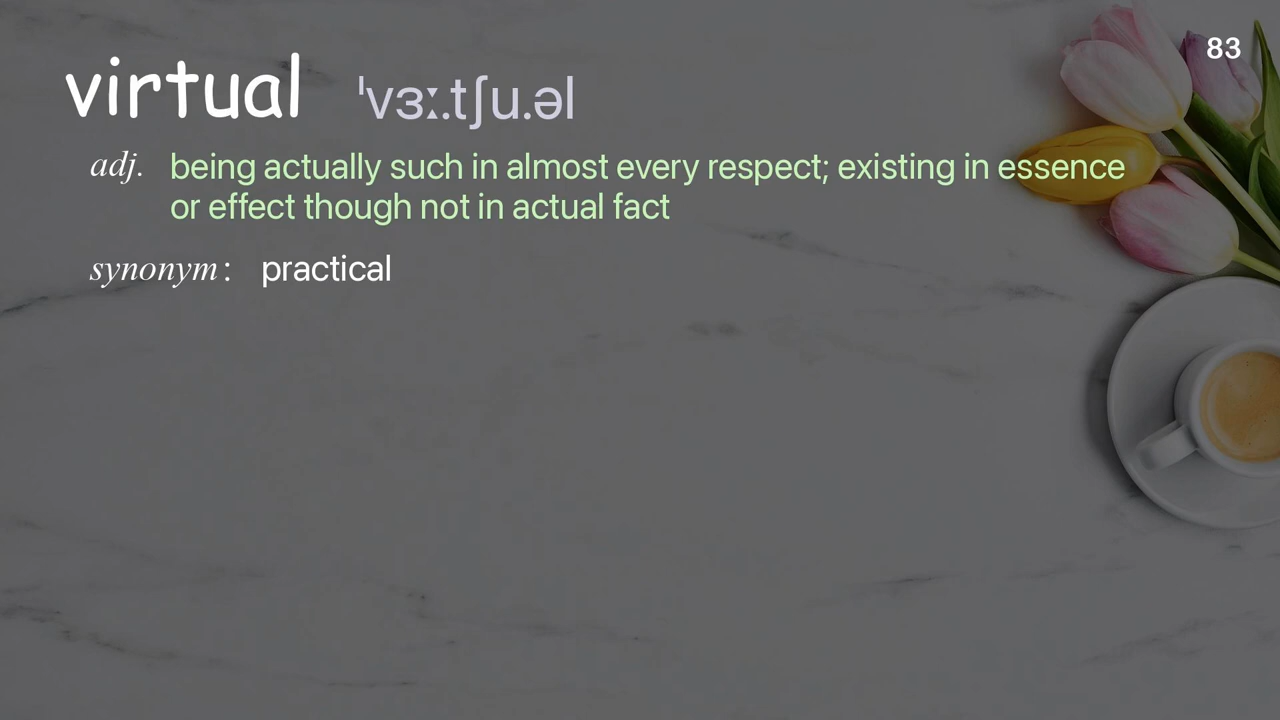 83
virtual ˈvɜː.tʃu.əl
adj. being actually such in almost every respect; existing in essence
or effect though not in actual fact
synonym: practical